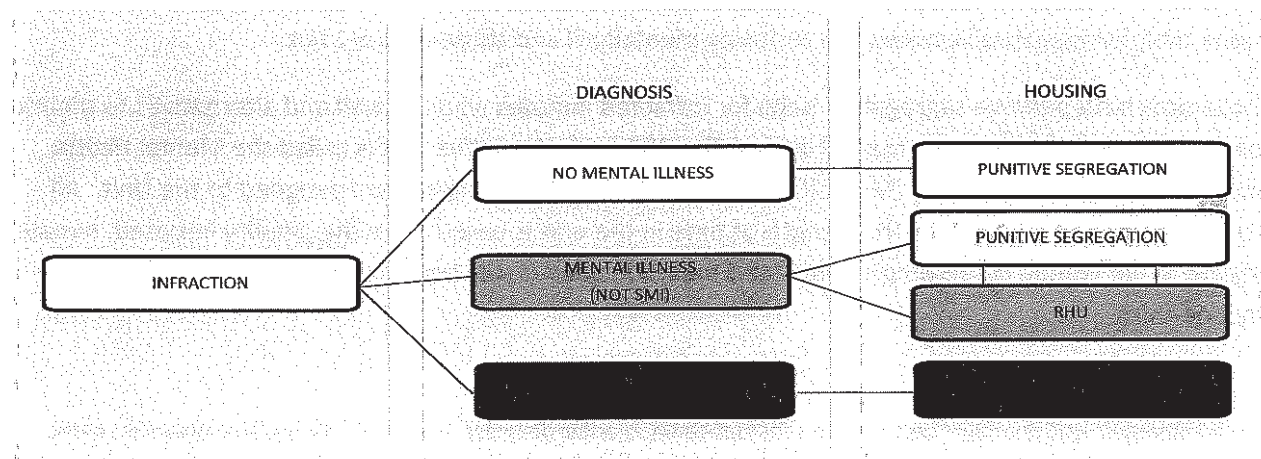 DIAGNOSIS
HOUSING
NO MENTAL ILLNESS
PUNITIVE SEGREGATION
PUNITIVE SEGREGATION
INFRACTION
MENTAL ILLNESS
(NOT SMI)
RHU